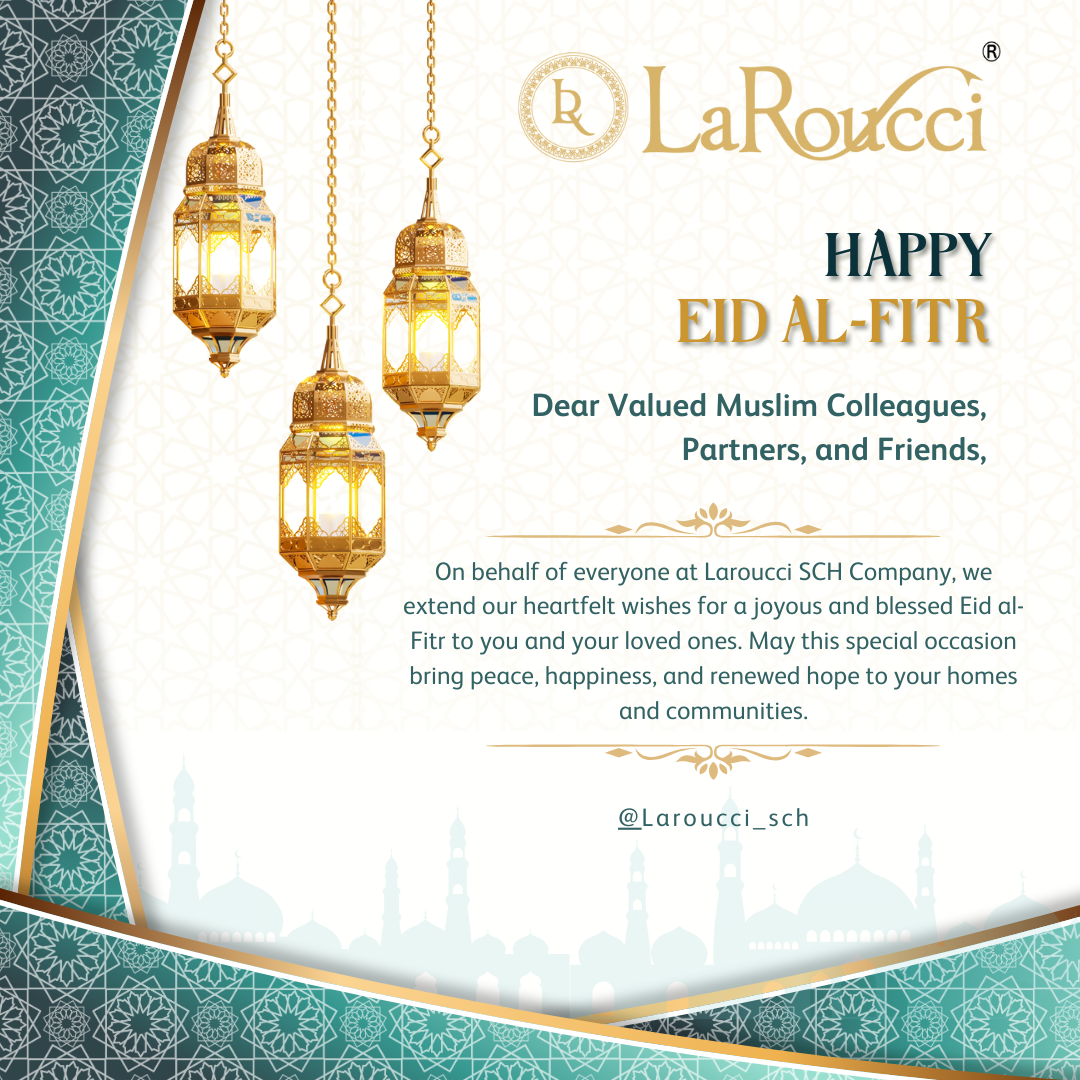 LR
LaRoucci®
HAPPY
EID AL-FITR
Dear Valued Muslim Colleagues,
Partners, and Friends,
On behalf of everyone at Laroucci SCH Company, we
extend our heartfelt wishes for a joyous and blessed Eid al-
Fitr to you and your loved ones. May this special occasion
bring peace, happiness, and renewed hope to your homes
and communities.
@Laroucci_sch